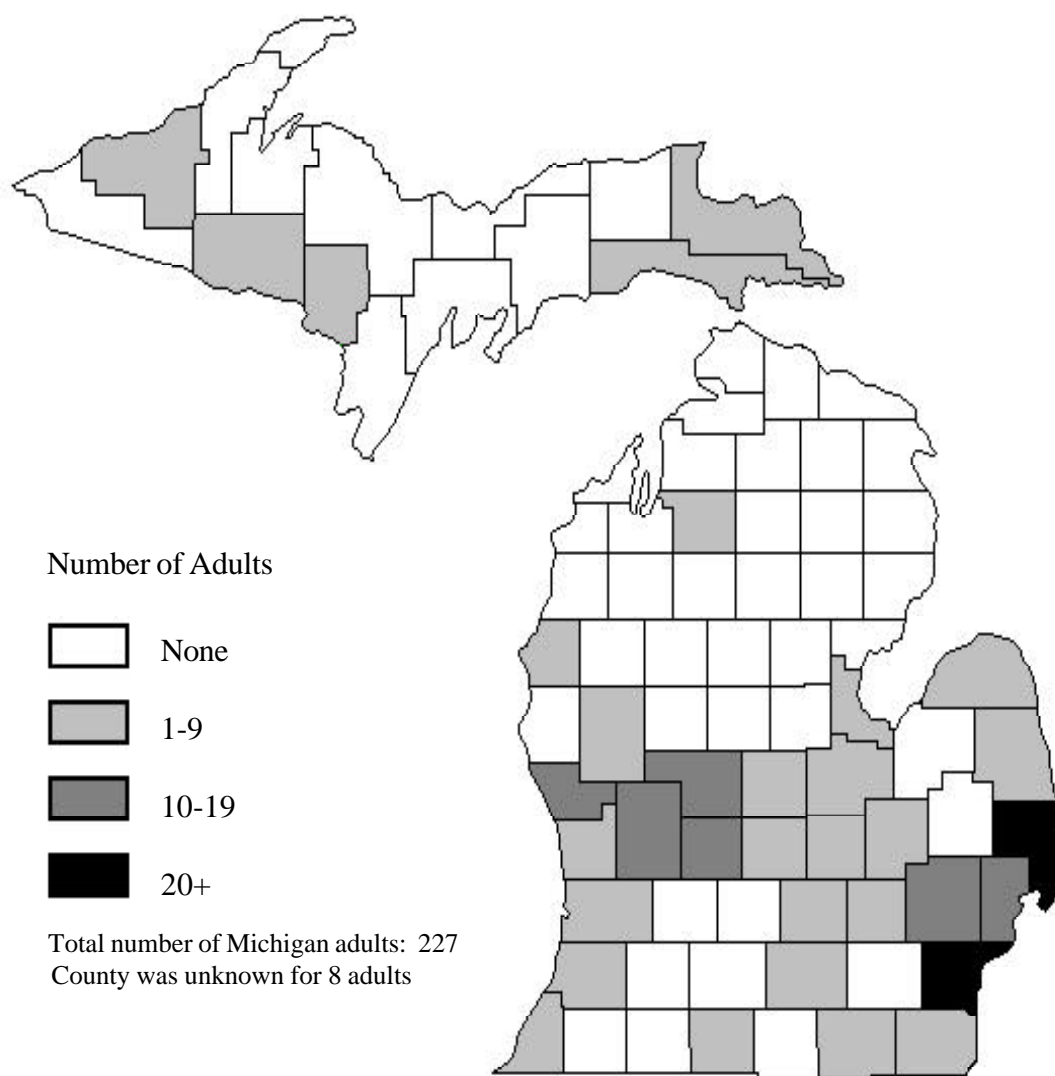 Number of Adults
None
1-9
10-19
20+
Total number of Michigan adults: 227
County was unknown for 8 adults